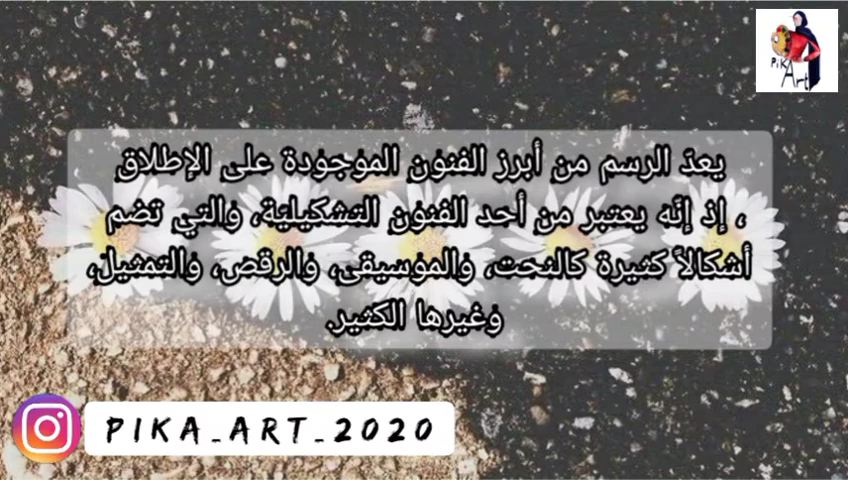 يعدّ الرسم من أبرز الفنون الموجودة على الإطلاق
، إذ إنّه يعتبر من أحد الفنون التشكيلية، والتي تضم
أشكالاً كثيرة كالنحت، والموسيقى، والرقص، والتمثيل،
وغيرها الكثير.
PIKA_ART_2020
PikA
Art